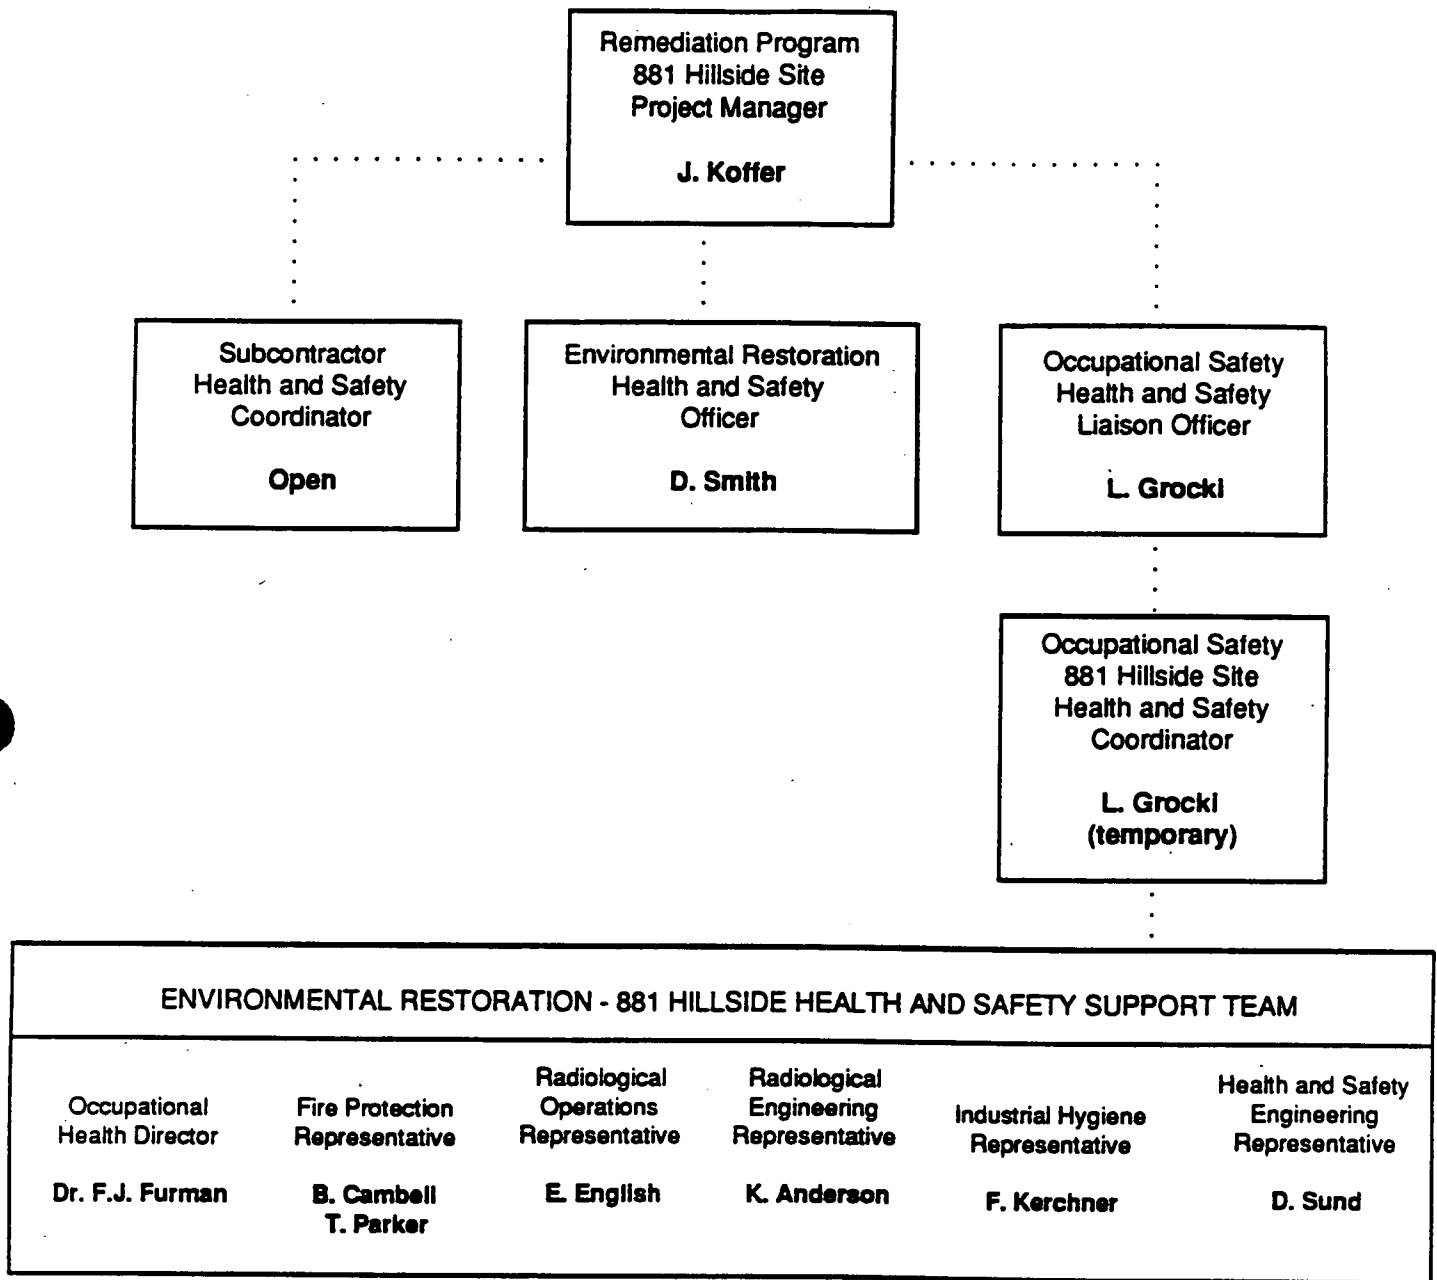 Remediation Program
881 Hillside Site
Project Manager
J. Koffer
Subcontractor
Health and Safety
Coordinator
Open
Environmental Restoration
Health and Safety
Officer
D. Smith
Occupational Safety
Health and Safety
Liaison Officer
L. Grocki
Occupational Safety
881 Hillside Site
Health and Safety
Coordinator
L. Grocki
(temporary)
ENVIRONMENTAL RESTORATION - 881 HILLSIDE HEALTH AND SAFETY SUPPORT TEAM
Occupational
Health Director
Dr. F.J. Furman
Fire Protection
Representative
B. Cambell
T. Parker
Radiological
Operations
Representative
E. English
Radiological
Engineering
Representative
K. Anderson
Industrial Hygiene
Representative
F. Kerchner
Health and Safety
Engineering
Representative
D. Sund